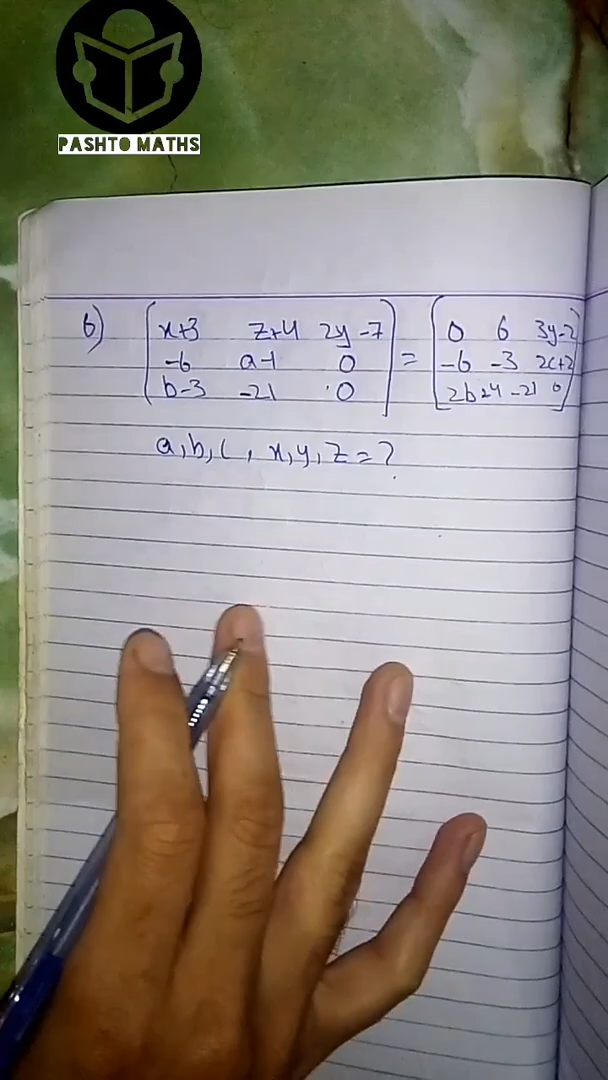 PASHTO MATHS
6) [x+3 z+4 2y-7] = [0 6 3y-2]
[-6 a-1 0] [-6 -3 2c+2]
[b-3 -21 0] [2b+4 -21 0]
a,b,c, x,y,z=?